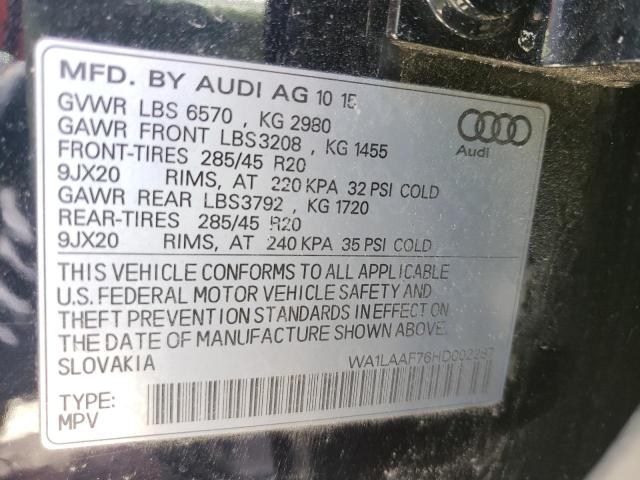 MFD. BY AUDI AG 10 15
GVWR LBS 6570 , KG 2980
GAWR FRONT LBS3208 , KG 1455
FRONT-TIRES 285/45 R20
9JX20 RIMS, AT 220 KPA 32 PSI COLD
GAWR REAR LBS3792 , KG 1720
REAR-TIRES 285/45 R20
9JX20 RIMS, AT 240 KPA 35 PSI COLD
Audi
THIS VEHICLE CONFORMS TO ALL APPLICABLE
U.S. FEDERAL MOTOR VEHICLE SAFETY AND
THEFT PREVENTION STANDARDS IN EFFECT ON
THE DATE OF MANUFACTURE SHOWN ABOVE.
SLOVAKIA WA1LAAF76HD002297
TYPE:
MPV